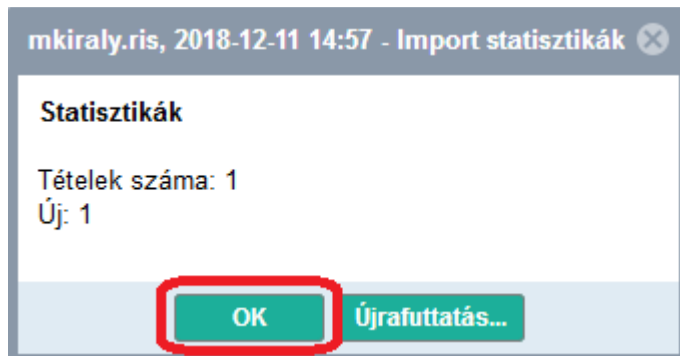 mkiraly.ris, 2018-12-11 14:57 - Import statisztikák
Statisztikák
Tételek száma: 1
Új: 1
OK
Újrafuttatás...